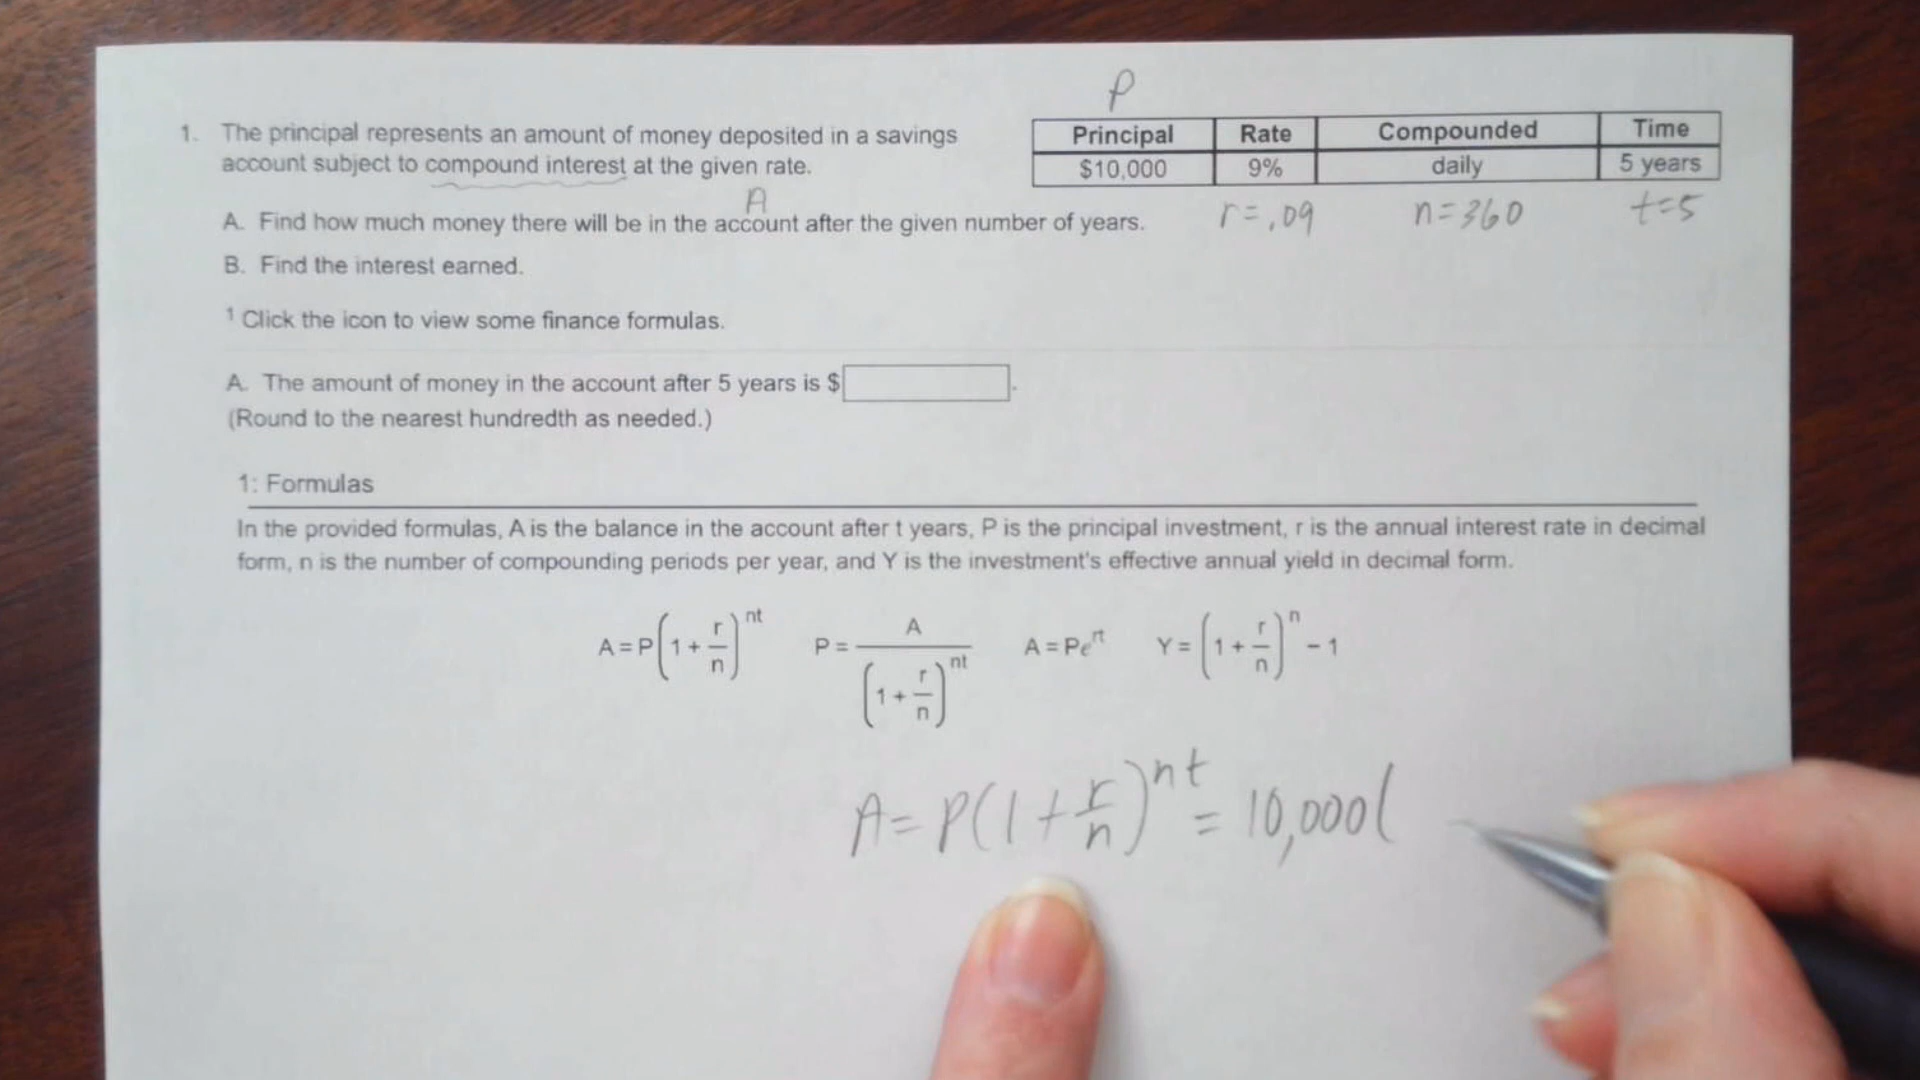 P
1. The principal represents an amount of money deposited in a savings
account subject to compound interest at the given rate.
Principal Rate Compounded Time
$10,000 9% daily 5 years
r=.09 n=360 t=5
A
A. Find how much money there will be in the account after the given number of years.
B. Find the interest earned.
1 Click the icon to view some finance formulas.
A. The amount of money in the account after 5 years is $ .
(Round to the nearest hundredth as needed.)
1: Formulas
In the provided formulas, A is the balance in the account after t years, P is the principal investment, r is the annual interest rate in decimal
form, n is the number of compounding periods per year, and Y is the investment's effective annual yield in decimal form.
A = P(1 + r/n)^nt P = A/(1 + r/n)^nt A = Pe^rt Y = (1 + r/n)^n - 1
A = P(1 + r/n)^nt = 10,000(